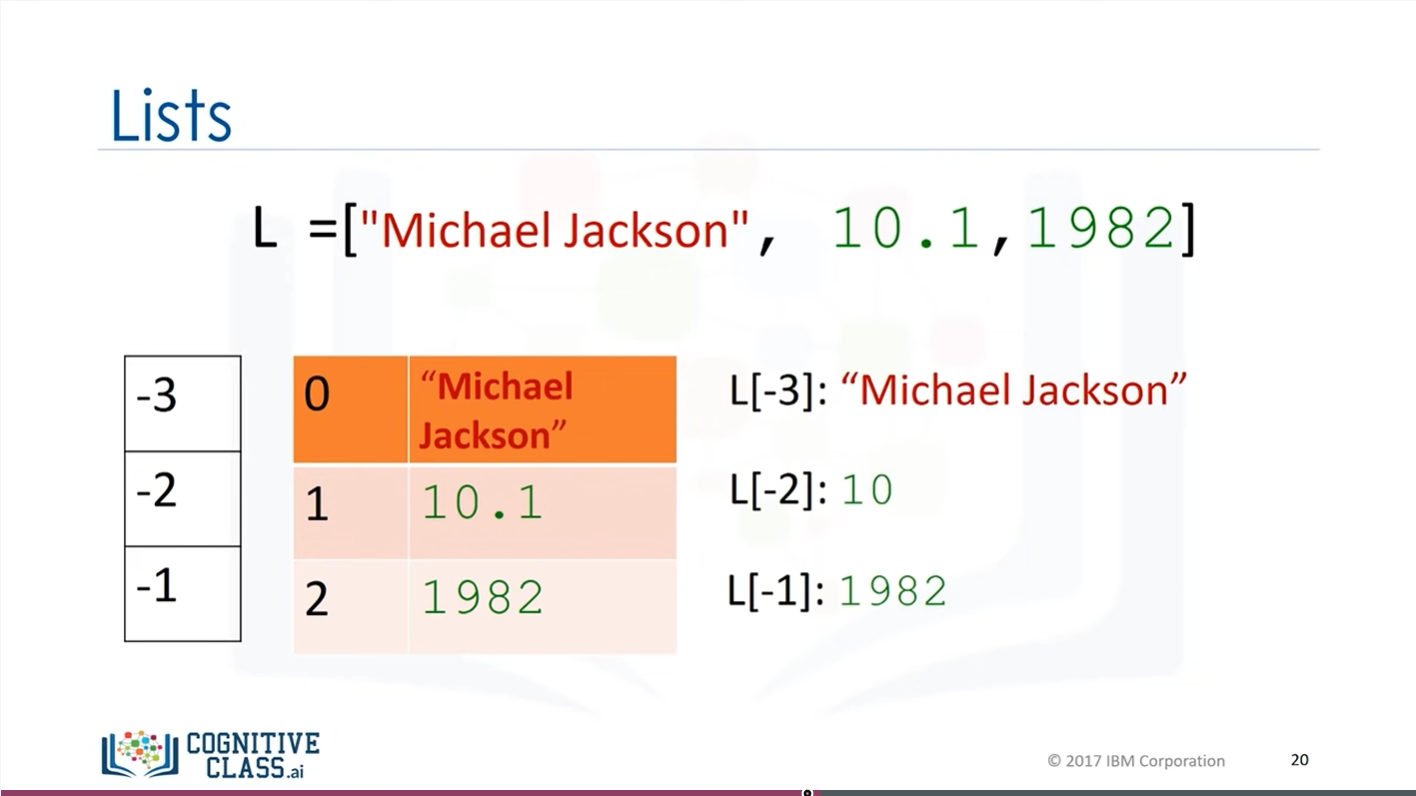 Lists
L =["Michael Jackson", 10.1,1982]
-3
-2
-1
0 “Michael
Jackson”
1 10.1
2 1982
L[-3]: “Michael Jackson”
L[-2]: 10
L[-1]: 1982
COGNITIVE
CLASS.ai
© 2017 IBM Corporation 20